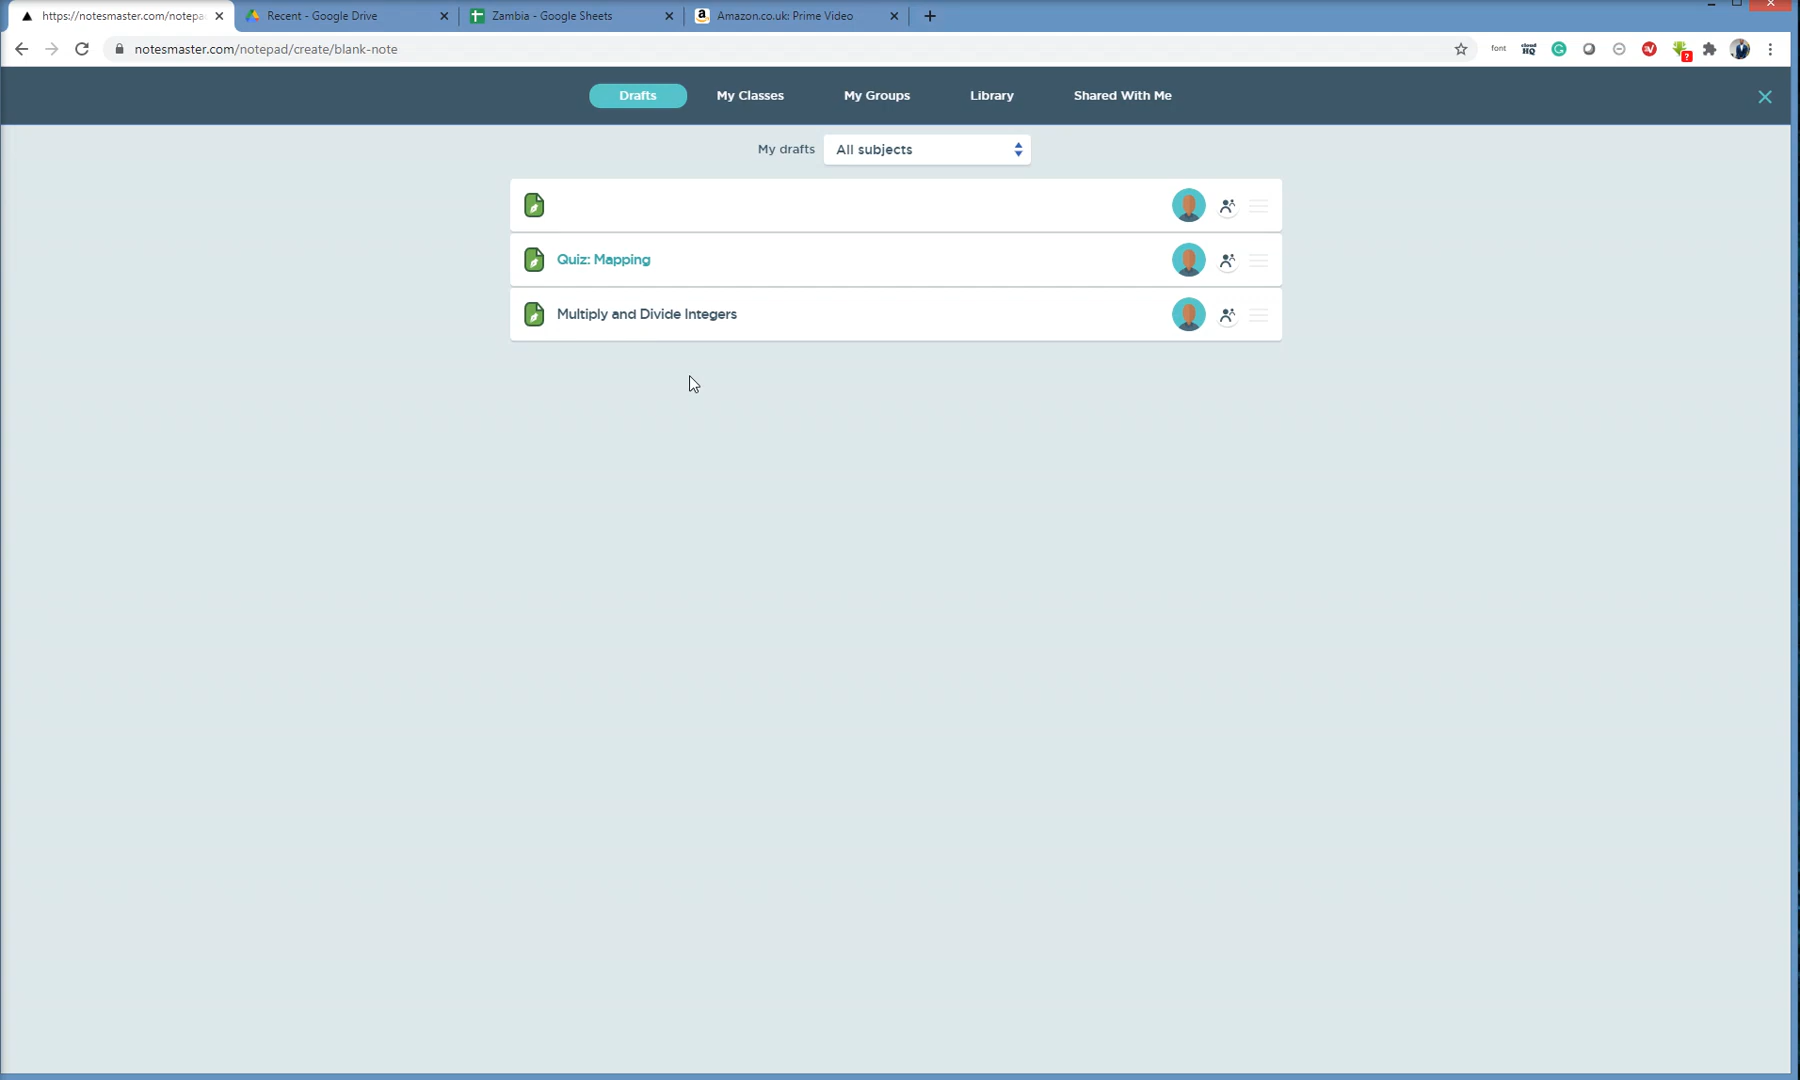 https://notesmaster.com/notepa
Recent - Google Drive
Zambia - Google Sheets
Amazon.co.uk: Prime Video
notesmaster.com/notepad/create/blank-note
font
cloud
HQ
Drafts
My Classes
My Groups
Library
Shared With Me
My drafts
All subjects
Quiz: Mapping
Multiply and Divide Integers